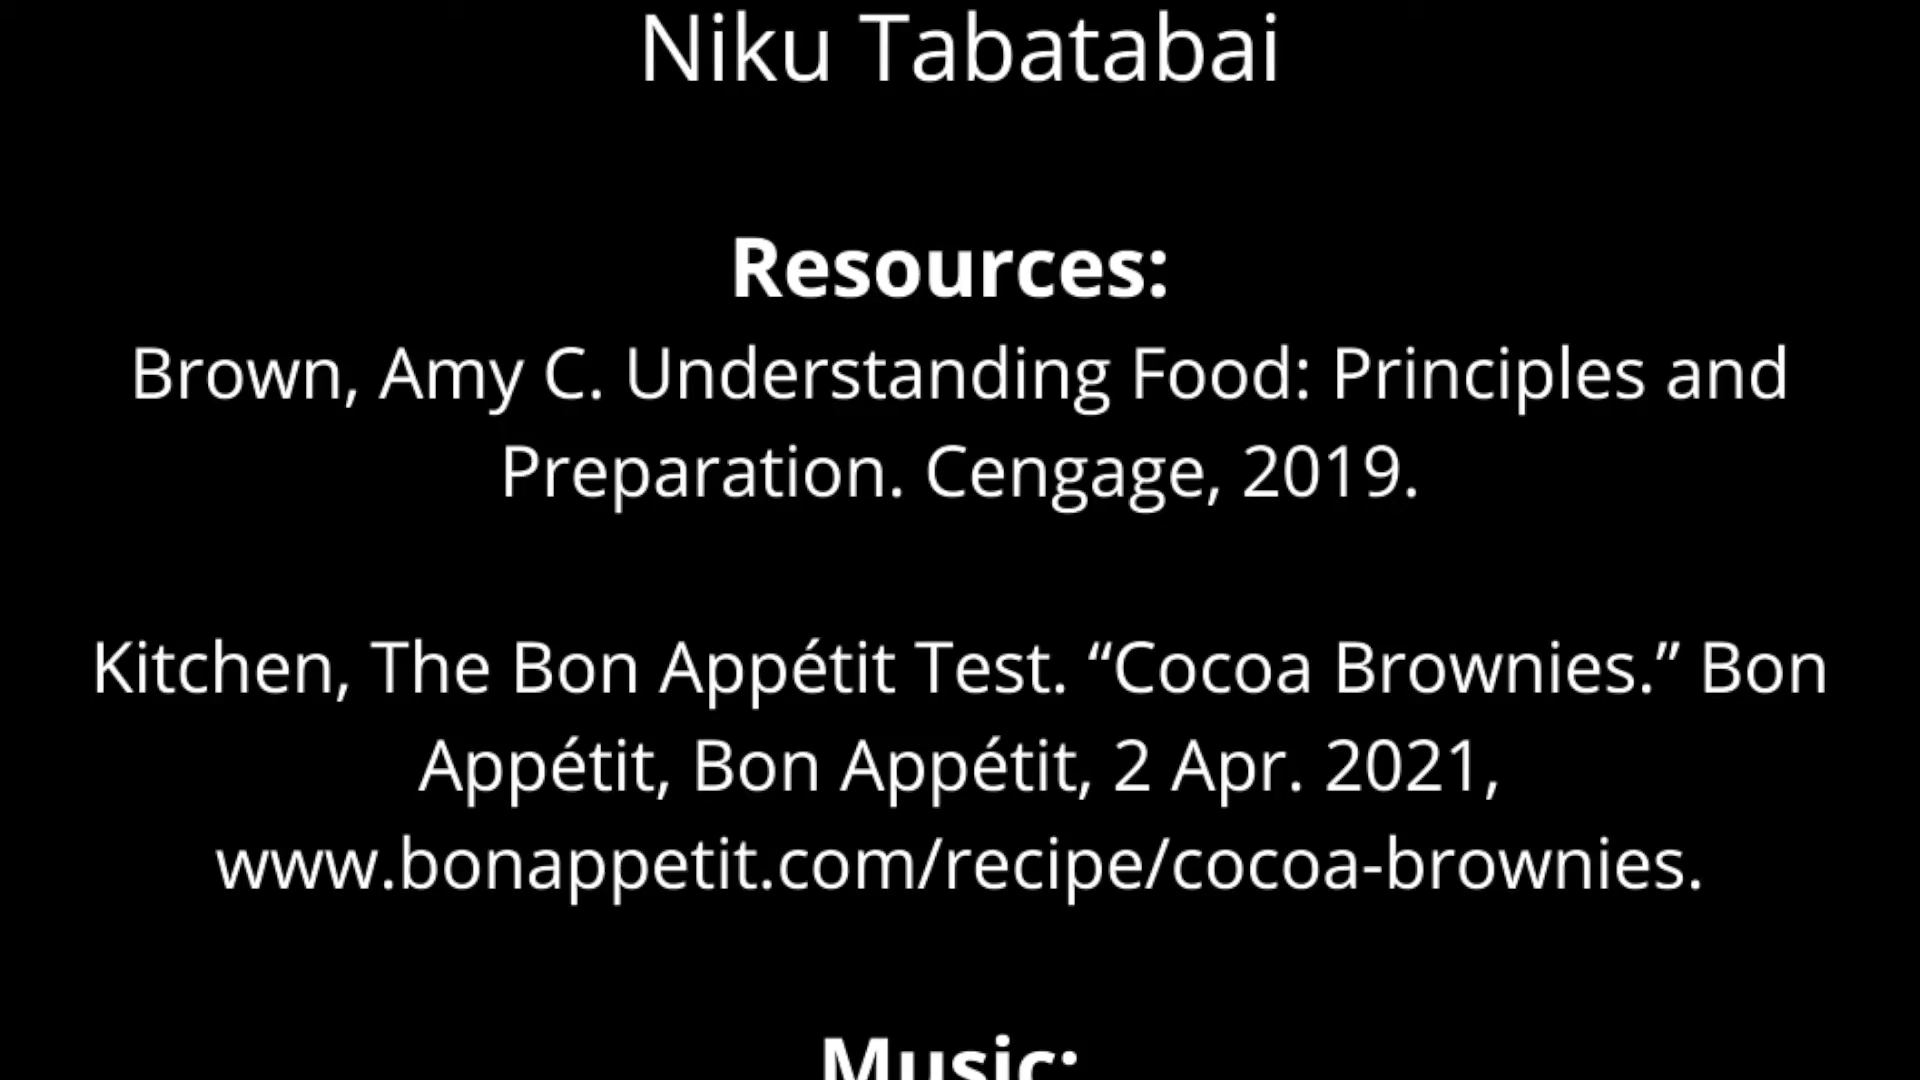 Niku Tabatabai
Resources:
Brown, Amy C. Understanding Food: Principles and
Preparation. Cengage, 2019.
Kitchen, The Bon Appétit Test. “Cocoa Brownies.” Bon
Appétit, Bon Appétit, 2 Apr. 2021,
www.bonappetit.com/recipe/cocoa-brownies.
Music: